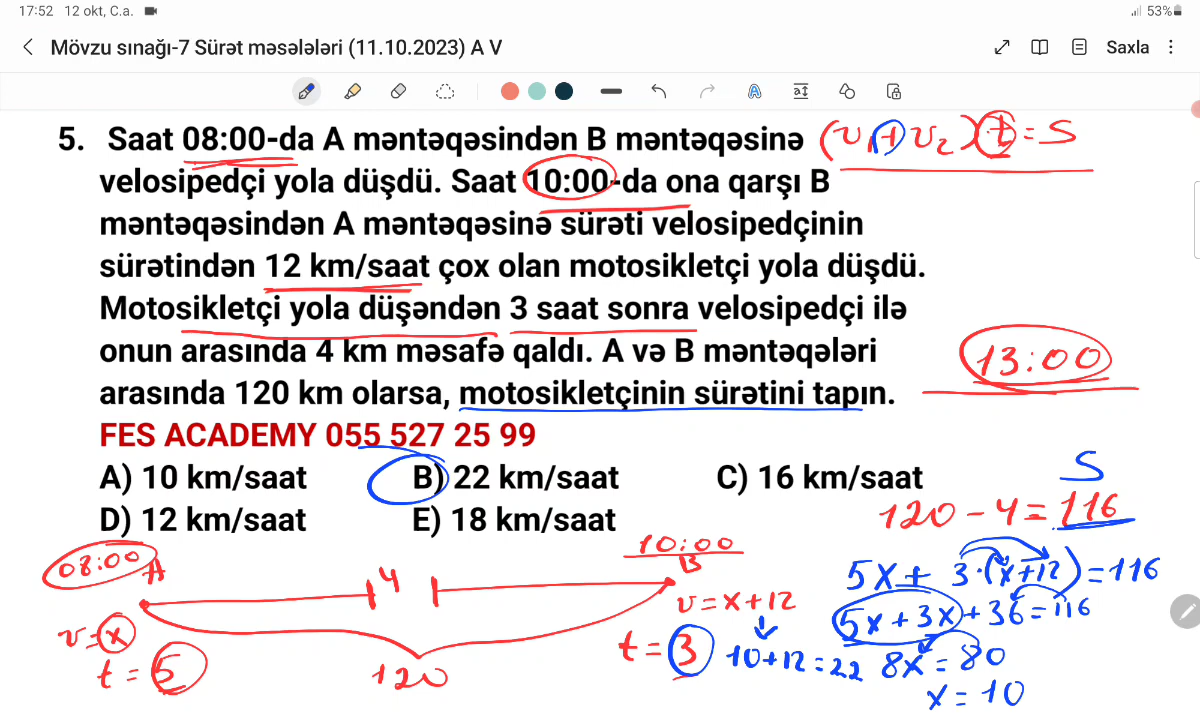 17:52 12 okt, C.a. 53%
Mövzu sınağı-7 Sürət məsələləri (11.10.2023) A V Saxla
5. Saat 08:00-da A məntəqəsindən B məntəqəsinə
(v₁+v₂)t=S
velosipedçi yola düşdü. Saat 10:00-da ona qarşı B
məntəqəsindən A məntəqəsinə sürəti velosipedçinin
sürətindən 12 km/saat çox olan motosikletçi yola düşdü.
Motosikletçi yola düşəndən 3 saat sonra velosipedçi ilə
onun arasında 4 km məsafə qaldı. A və B məntəqələri
13:00
arasında 120 km olarsa, motosikletçinin sürətini tapın.
FES ACADEMY 055 527 25 99
A) 10 km/saat B) 22 km/saat C) 16 km/saat
D) 12 km/saat E) 18 km/saat
S
120-4=116
08:00 A 4 10:00 B
5x+3·(x+12)=116
v=x v=x+12
5x+3x+36=116
t=5 120 t=3 10+12=22
8x=80
x=10